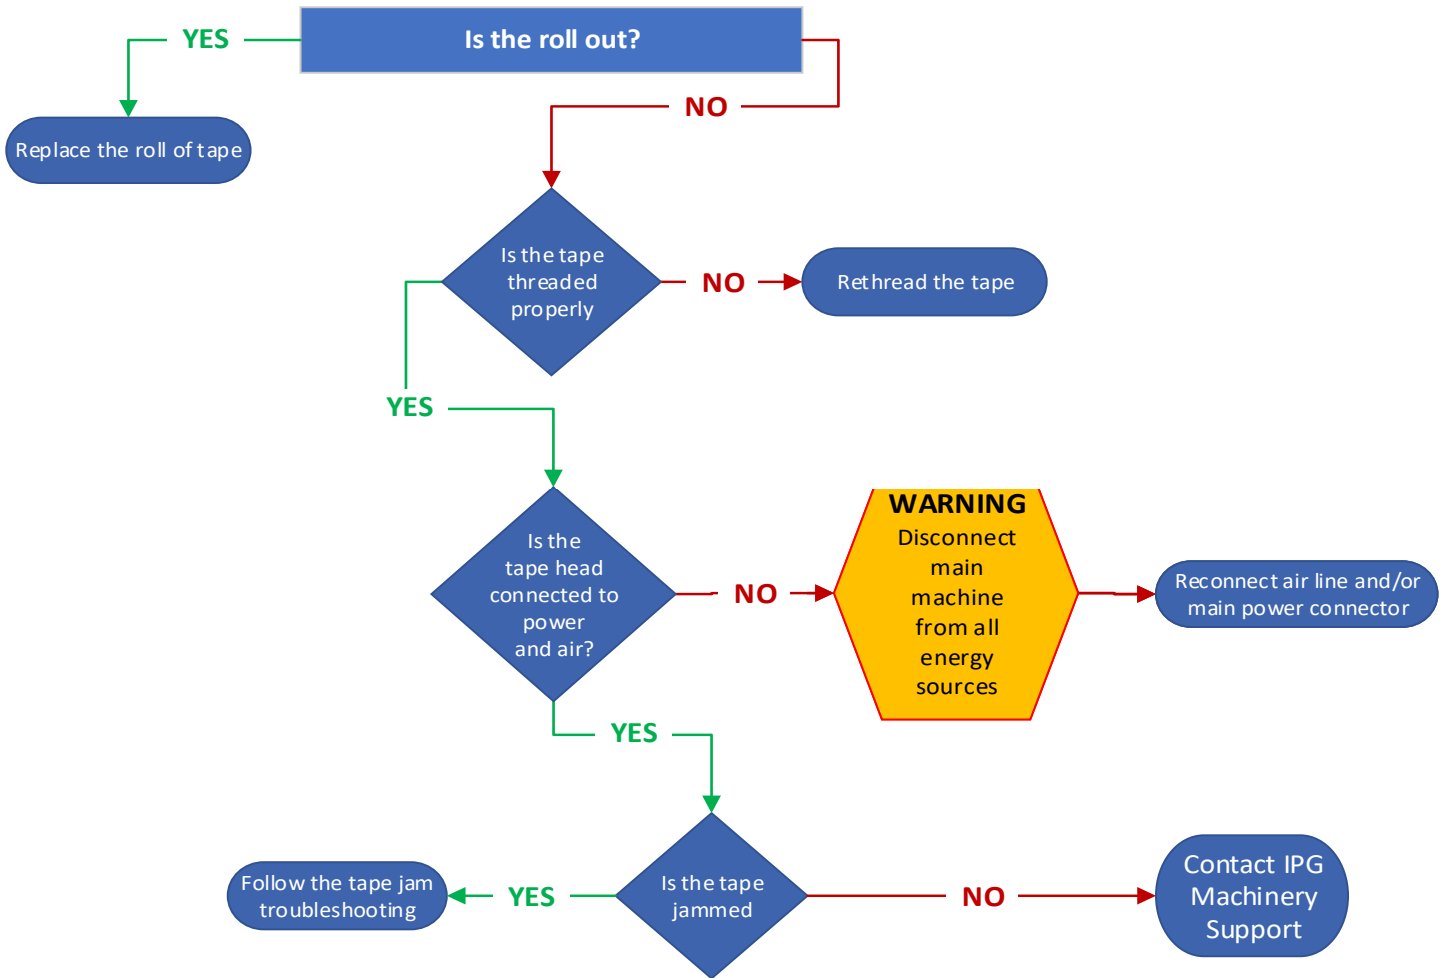 YES
Is the roll out?
NO
Replace the roll of tape
Is the tape
threaded
properly
NO
Rethread the tape
YES
Is the
tape head
connected to
power
and air?
NO
WARNING
Disconnect
main
machine
from all
energy
sources
Reconnect air line and/or
main power connector
YES
Follow the tape jam
troubleshooting
YES
Is the tape
jammed
NO
Contact IPG
Machinery
Support